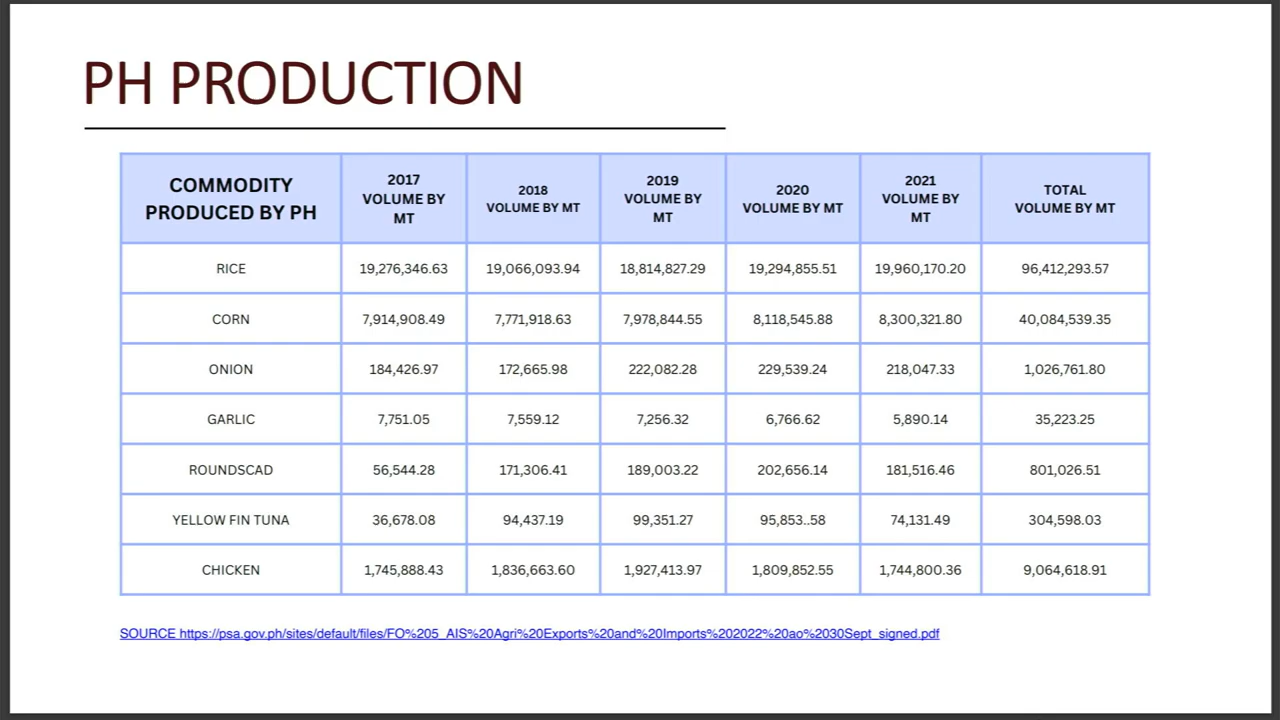 PH PRODUCTION
COMMODITY PRODUCED BY PH 2017 VOLUME BY MT 2018 VOLUME BY MT 2019 VOLUME BY MT 2020 VOLUME BY MT 2021 VOLUME BY MT TOTAL VOLUME BY MT
RICE 19,276,346.63 19,066,093.94 18,814,827.29 19,294,855.51 19,960,170.20 96,412,293.57
CORN 7,914,908.49 7,771,918.63 7,978,844.55 8,118,545.88 8,300,321.80 40,084,539.35
ONION 184,426.97 172,665.98 222,082.28 229,539.24 218,047.33 1,026,761.80
GARLIC 7,751.05 7,559.12 7,256.32 6,766.62 5,890.14 35,223.25
ROUNDSCAD 56,544.28 171,306.41 189,003.22 202,656.14 181,516.46 801,026.51
YELLOW FIN TUNA 36,678.08 94,437.19 99,351.27 95,853..58 74,131.49 304,598.03
CHICKEN 1,745,888.43 1,836,663.60 1,927,413.97 1,809,852.55 1,744,800.36 9,064,618.91
SOURCE https://psa.gov.ph/sites/default/files/FO%205_AIS%20Agri%20Exports%20and%20Imports%202022%20ao%2030Sept_signed.pdf